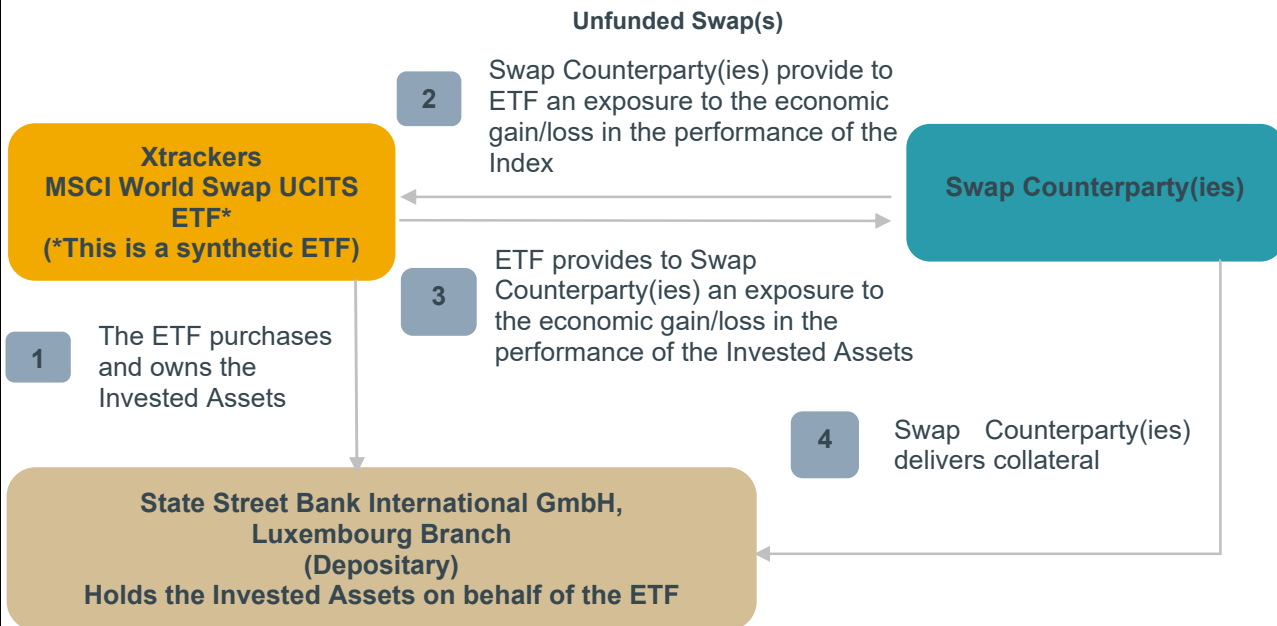 Unfunded Swap(s)
2
Swap Counterparty(ies) provide to
ETF an exposure to the economic
gain/loss in the performance of the
Index
Xtrackers
MSCI World Swap UCITS
ETF*
(*This is a synthetic ETF)
Swap Counterparty(ies)
3
ETF provides to Swap
Counterparty(ies) an exposure to
the economic gain/loss in the
performance of the Invested Assets
1
The ETF purchases
and owns the
Invested Assets
4
Swap Counterparty(ies)
delivers collateral
State Street Bank International GmbH,
Luxembourg Branch
(Depositary)
Holds the Invested Assets on behalf of the ETF